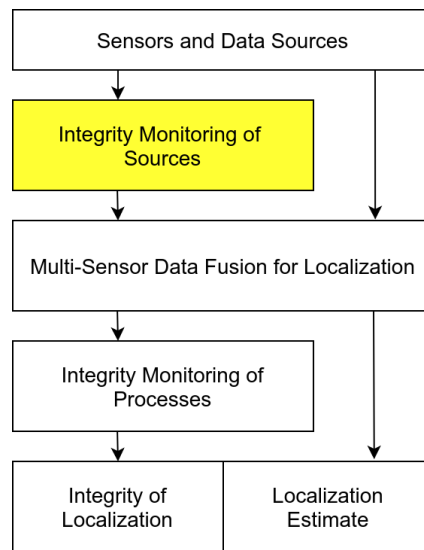 Sensors and Data Sources
Integrity Monitoring of
Sources
Multi-Sensor Data Fusion for Localization
Integrity Monitoring of
Processes
Integrity of
Localization
Localization
Estimate